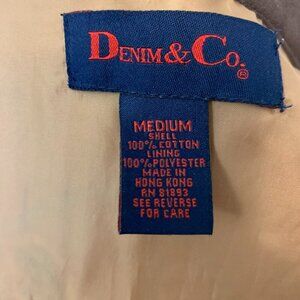 DENIM & CO.®
MEDIUM
SHELL
100% COTTON
LINING
100% POLYESTER
MADE IN
HONG KONG
RN 81893
SEE REVERSE
FOR CARE